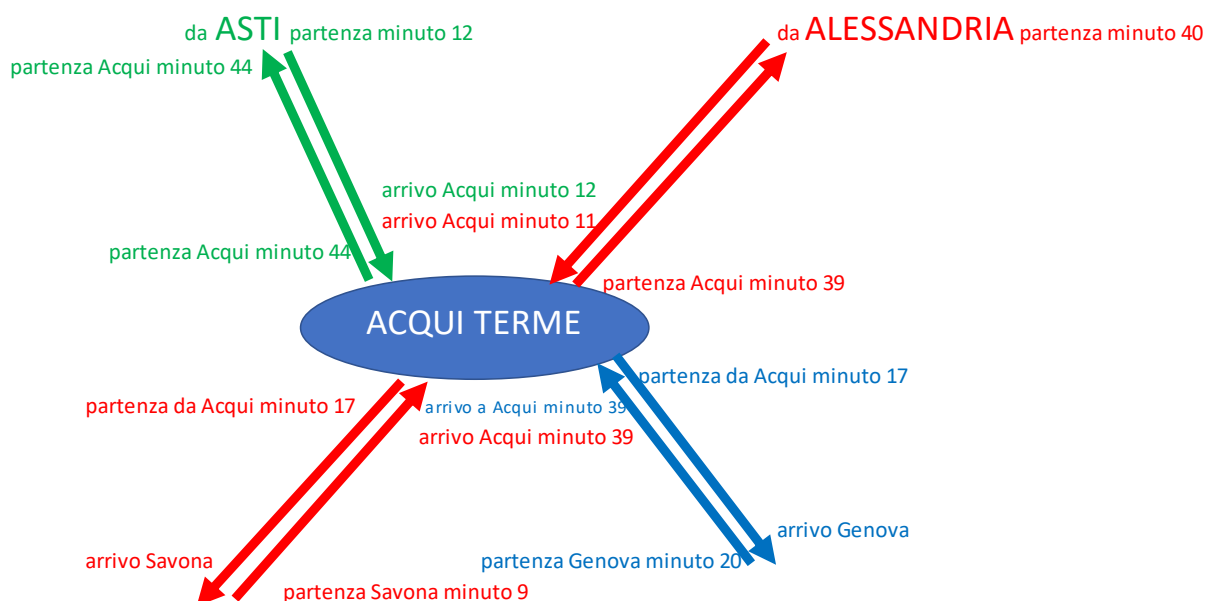 da ASTI partenza minuto 12
da ALESSANDRIA partenza minuto 40
partenza Acqui minuto 44
arrivo Acqui minuto 12
arrivo Acqui minuto 11
partenza Acqui minuto 44
partenza Acqui minuto 39
ACQUI TERME
partenza da Acqui minuto 17
partenza da Acqui minuto 17
arrivo a Acqui minuto 39
arrivo Acqui minuto 39
arrivo Genova
arrivo Savona
partenza Genova minuto 20
partenza Savona minuto 9